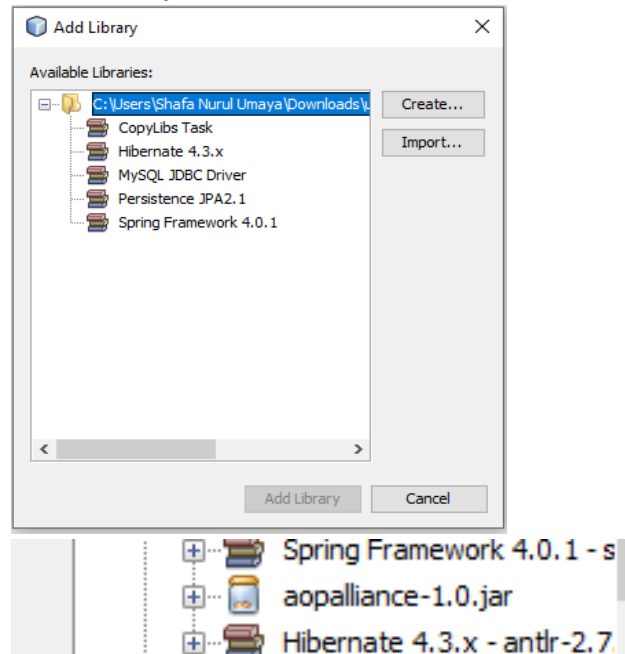 Add Library
Available Libraries:
C:\Users\Shafa Nurul Umaya\Downloads\
Create...
CopyLibs Task
Hibernate 4.3.x
Import...
MySQL JDBC Driver
Persistence JPA2.1
Spring Framework 4.0.1
Add Library
Cancel
Spring Framework 4.0.1 - s
aopalliance-1.0.jar
Hibernate 4.3.x - antlr-2.7.